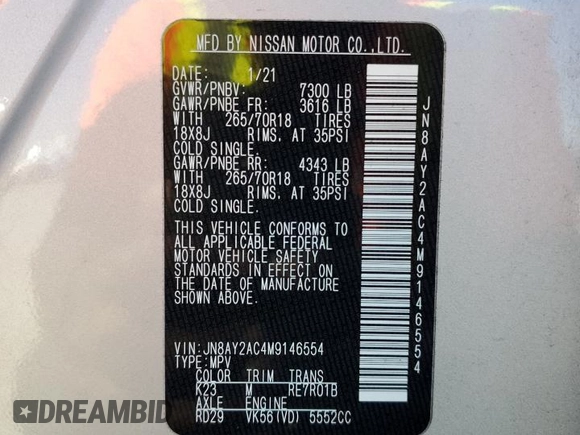 MFD BY NISSAN MOTOR CO.,LTD.
DATE: 1/21
GVWR/PNBV: 7300 LB
GAWR/PNBE FR: 3616 LB
WITH 265/70R18 TIRES
18X8J RIMS, AT 35PSI
COLD SINGLE.
GAWR/PNBE RR: 4343 LB
WITH 265/70R18 TIRES
18X8J RIMS, AT 35PSI
COLD SINGLE.
THIS VEHICLE CONFORMS TO
ALL APPLICABLE FEDERAL
MOTOR VEHICLE SAFETY
STANDARDS IN EFFECT ON
THE DATE OF MANUFACTURE
SHOWN ABOVE.
VIN:JN8AY2AC4M9146554
TYPE:MPV
COLOR TRIM TRANS
K23 M RE7R01B
AXLE ENGINE
RD29 VK56(VD) 5552CC
JN8AY2AC4M9146554
DREAMBID